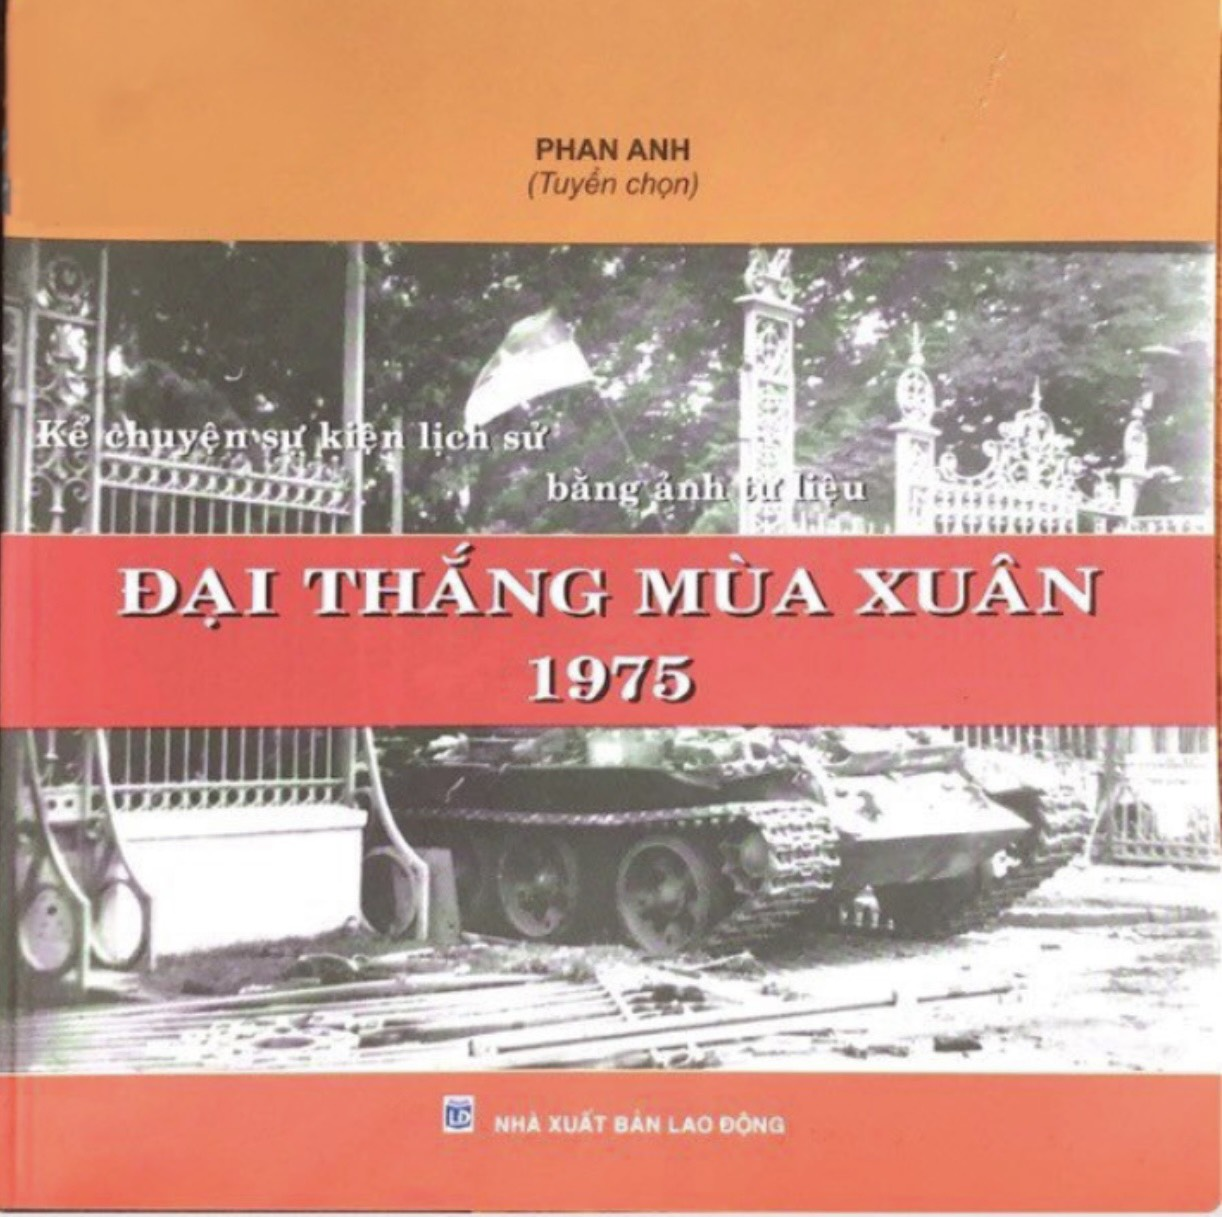 PHAN ANH
(Tuyển chọn)
Kể chuyện sự kiện lịch sử
bằng ảnh tư liệu
ĐẠI THẮNG MÙA XUÂN
1975
LĐ
NHÀ XUẤT BẢN LAO ĐỘNG